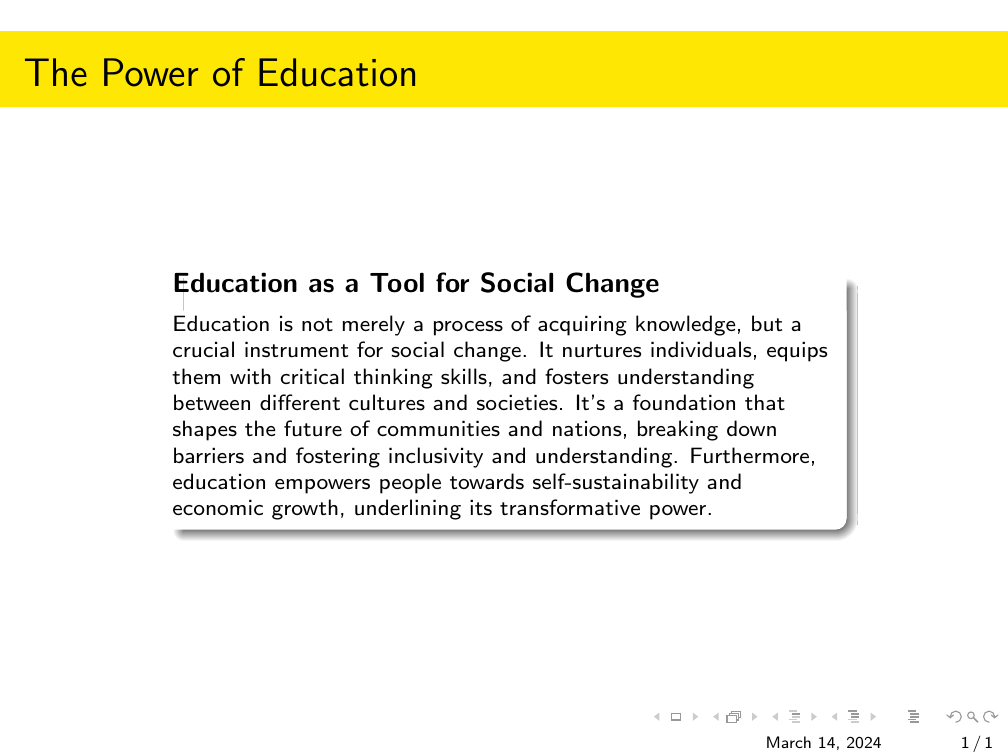 The Power of Education
Education as a Tool for Social Change
Education is not merely a process of acquiring knowledge, but a
crucial instrument for social change. It nurtures individuals, equips
them with critical thinking skills, and fosters understanding
between different cultures and societies. It's a foundation that
shapes the future of communities and nations, breaking down
barriers and fostering inclusivity and understanding. Furthermore,
education empowers people towards self-sustainability and
economic growth, underlining its transformative power.
March 14, 2024 1 / 1